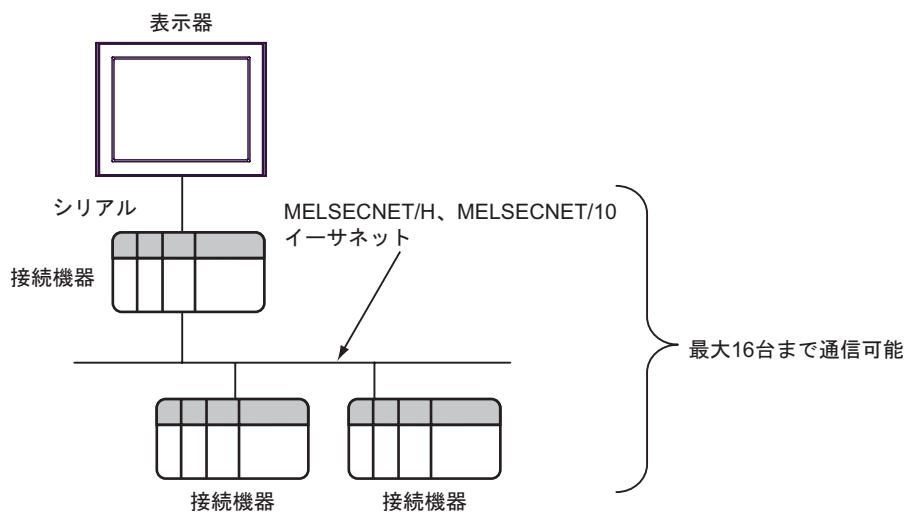 表示器
シリアル
MELSECNET/H、MELSECNET/10
イーサネット
接続機器
最大16台まで通信可能
接続機器
接続機器